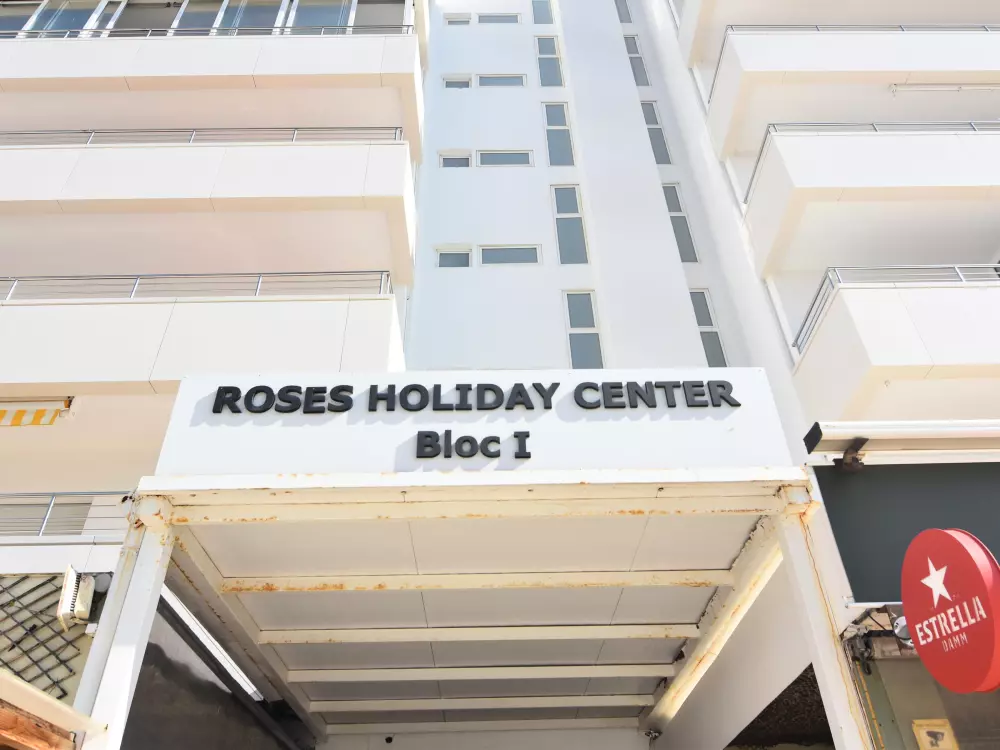 ROSES HOLIDAY CENTER
Bloc I
ESTRELLA
DAMM